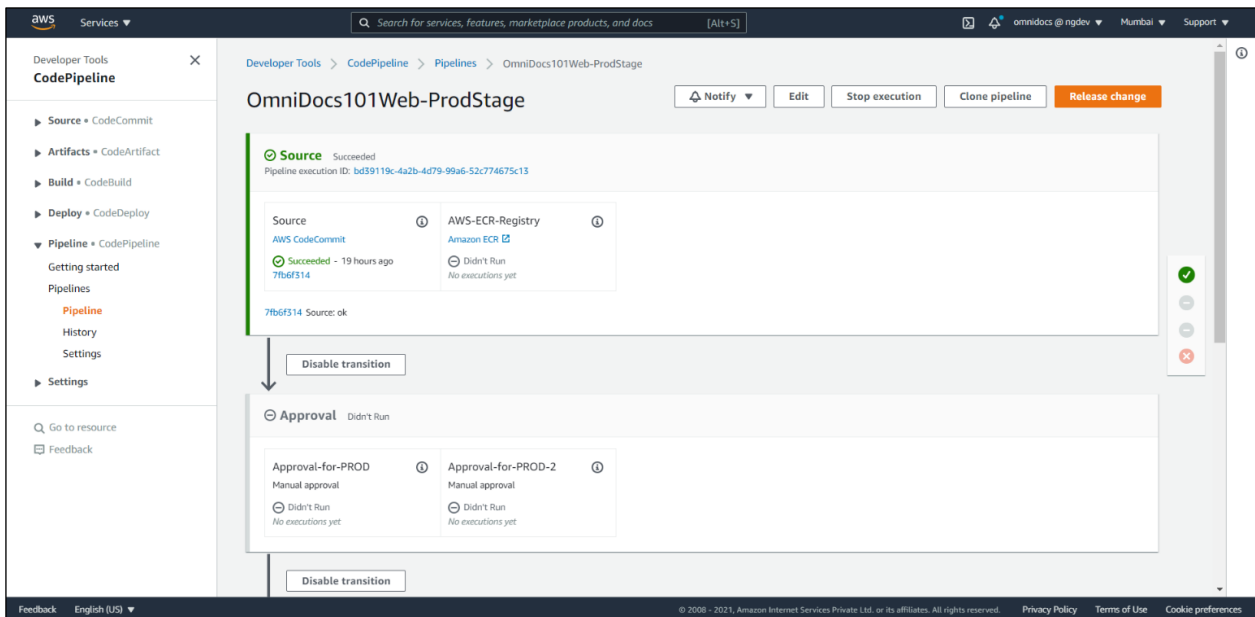 aws Services ▼ Search for services, features, marketplace products, and docs [Alt+S] omnidocs @ ngdev ▼ Mumbai ▼ Support ▼
Developer Tools
CodePipeline
Source • CodeCommit
Artifacts • CodeArtifact
Build • CodeBuild
Deploy • CodeDeploy
Pipeline • CodePipeline
Getting started
Pipelines
Pipeline
History
Settings
Settings
Go to resource
Feedback
Developer Tools > CodePipeline > Pipelines > OmniDocs101Web-ProdStage
OmniDocs101Web-ProdStage
Notify ▼ Edit Stop execution Clone pipeline Release change
Source Succeeded
Pipeline execution ID: bd39119c-4a2b-4d79-99a6-52c774675c13
Source
AWS CodeCommit
Succeeded - 19 hours ago
7fb6f314
AWS-ECR-Registry
Amazon ECR
Didn't Run
No executions yet
7fb6f314 Source: ok
Disable transition
Approval Didn't Run
Approval-for-PROD
Manual approval
Didn't Run
No executions yet
Approval-for-PROD-2
Manual approval
Didn't Run
No executions yet
Disable transition
Feedback English (US) ▼ © 2008 - 2021, Amazon Internet Services Private Ltd. or its affiliates. All rights reserved. Privacy Policy Terms of Use Cookie preferences